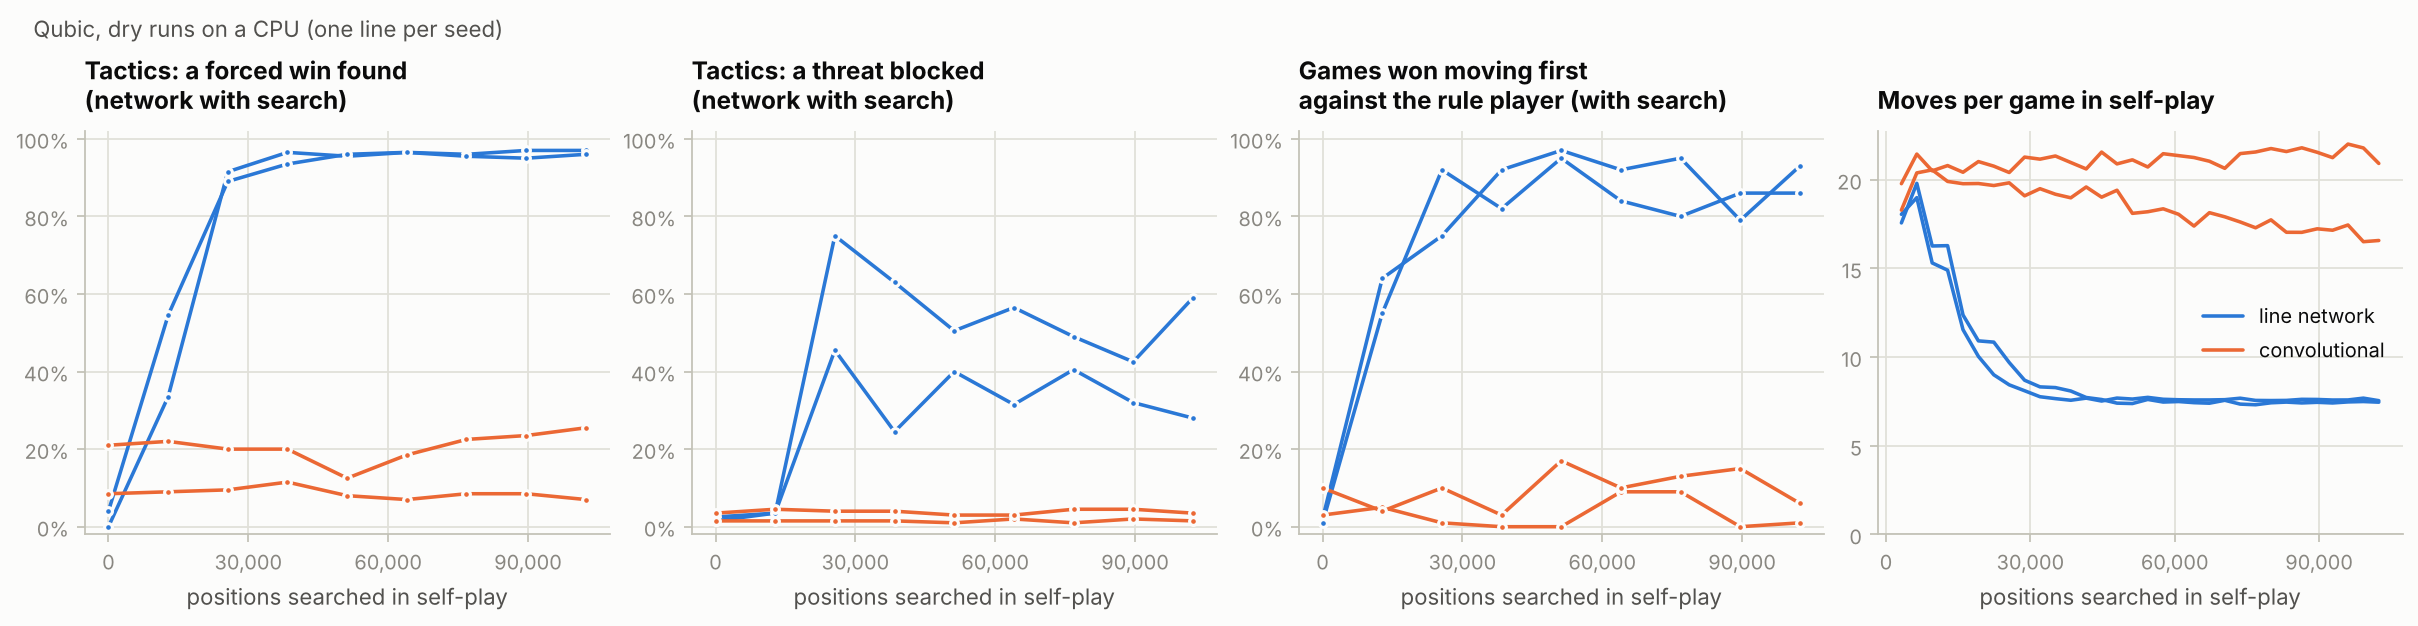 Qubic, dry runs on a CPU (one line per seed)
Tactics: a forced win found
(network with search)
100%
80%
60%
40%
20%
0%
0
30,000
60,000
90,000
positions searched in self-play
Tactics: a threat blocked
(network with search)
100%
80%
60%
40%
20%
0%
0
30,000
60,000
90,000
positions searched in self-play
Games won moving first
against the rule player (with search)
100%
80%
60%
40%
20%
0%
0
30,000
60,000
90,000
positions searched in self-play
Moves per game in self-play
20
15
10
5
0
line network
convolutional
0
30,000
60,000
90,000
positions searched in self-play